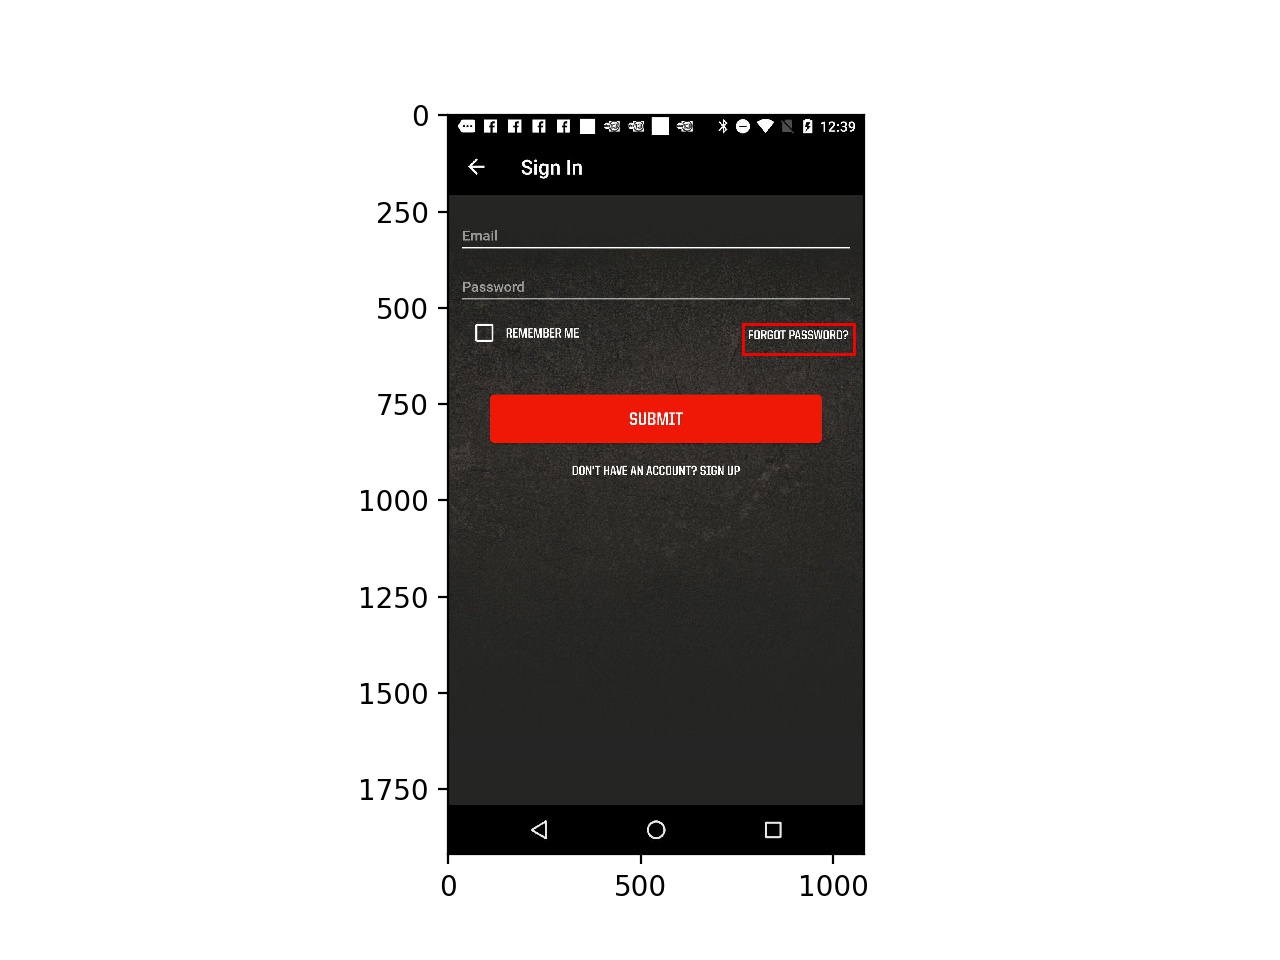 0
12:39
Sign In
250
Email
Password
500
REMEMBER ME
FORGOT PASSWORD?
750
SUBMIT
DON'T HAVE AN ACCOUNT? SIGN UP
1000
1250
1500
1750
0 500 1000